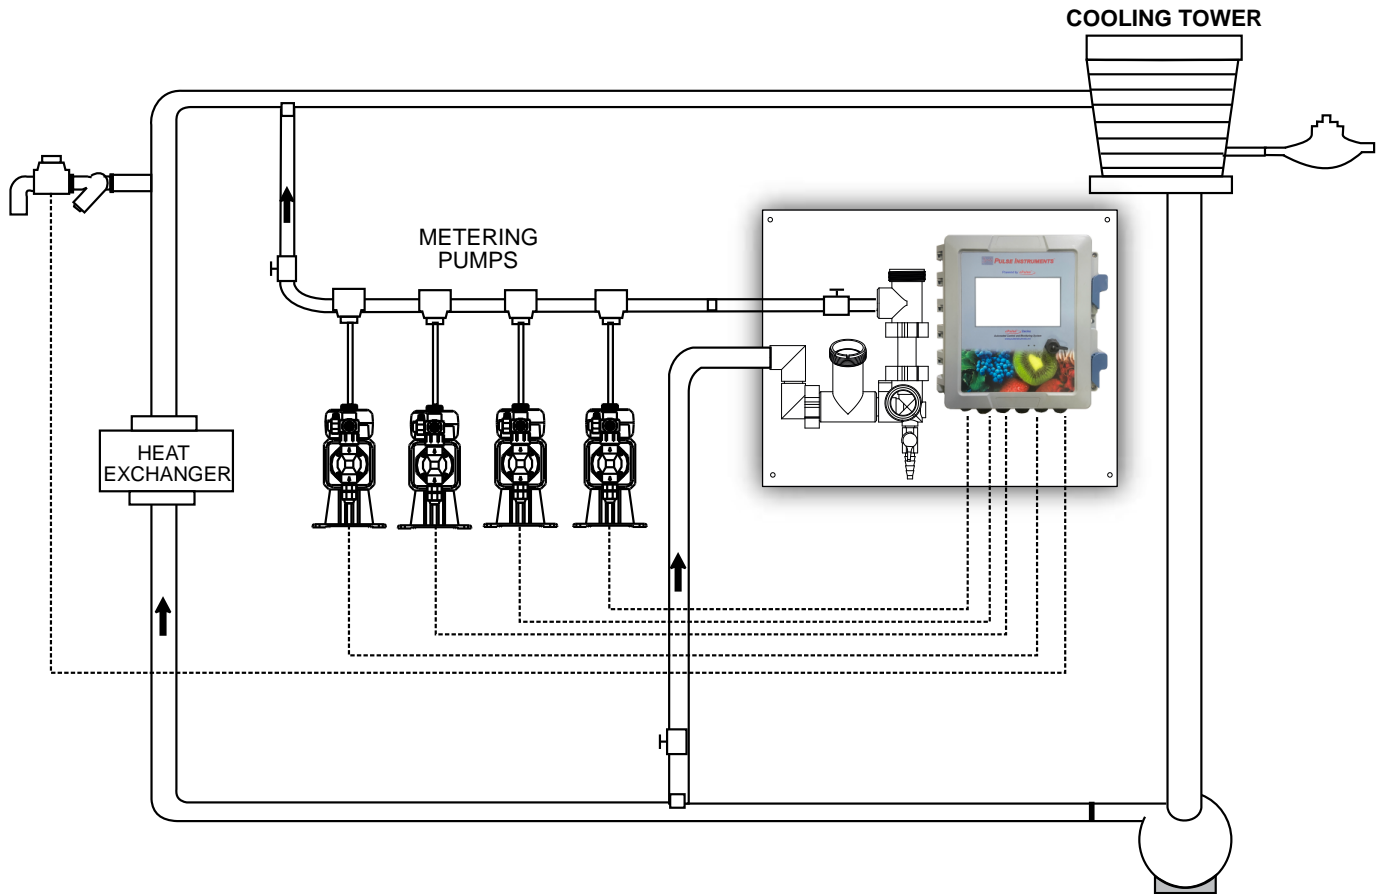 COOLING TOWER
METERING
PUMPS
PULSE INSTRUMENTS
HEAT
EXCHANGER